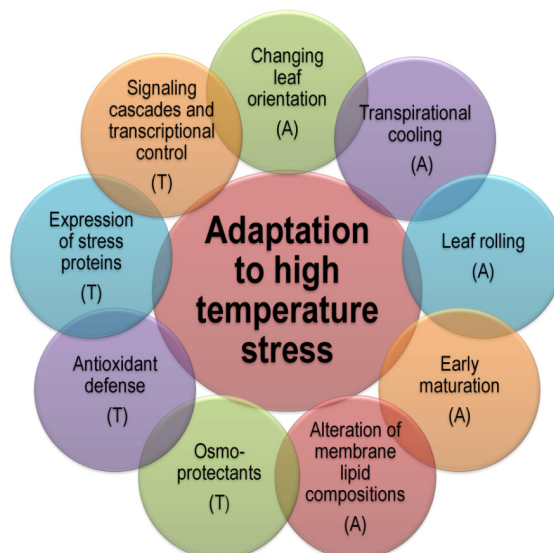 Adaptation
to high
temperature
stress
Changing
leaf
orientation
(A)
Transpirational
cooling
(A)
Leaf rolling
(A)
Early
maturation
(A)
Alteration of
membrane
lipid
compositions
(A)
Osmo-
protectants
(T)
Antioxidant
defense
(T)
Expression
of stress
proteins
(T)
Signaling
cascades and
transcriptional
control
(T)